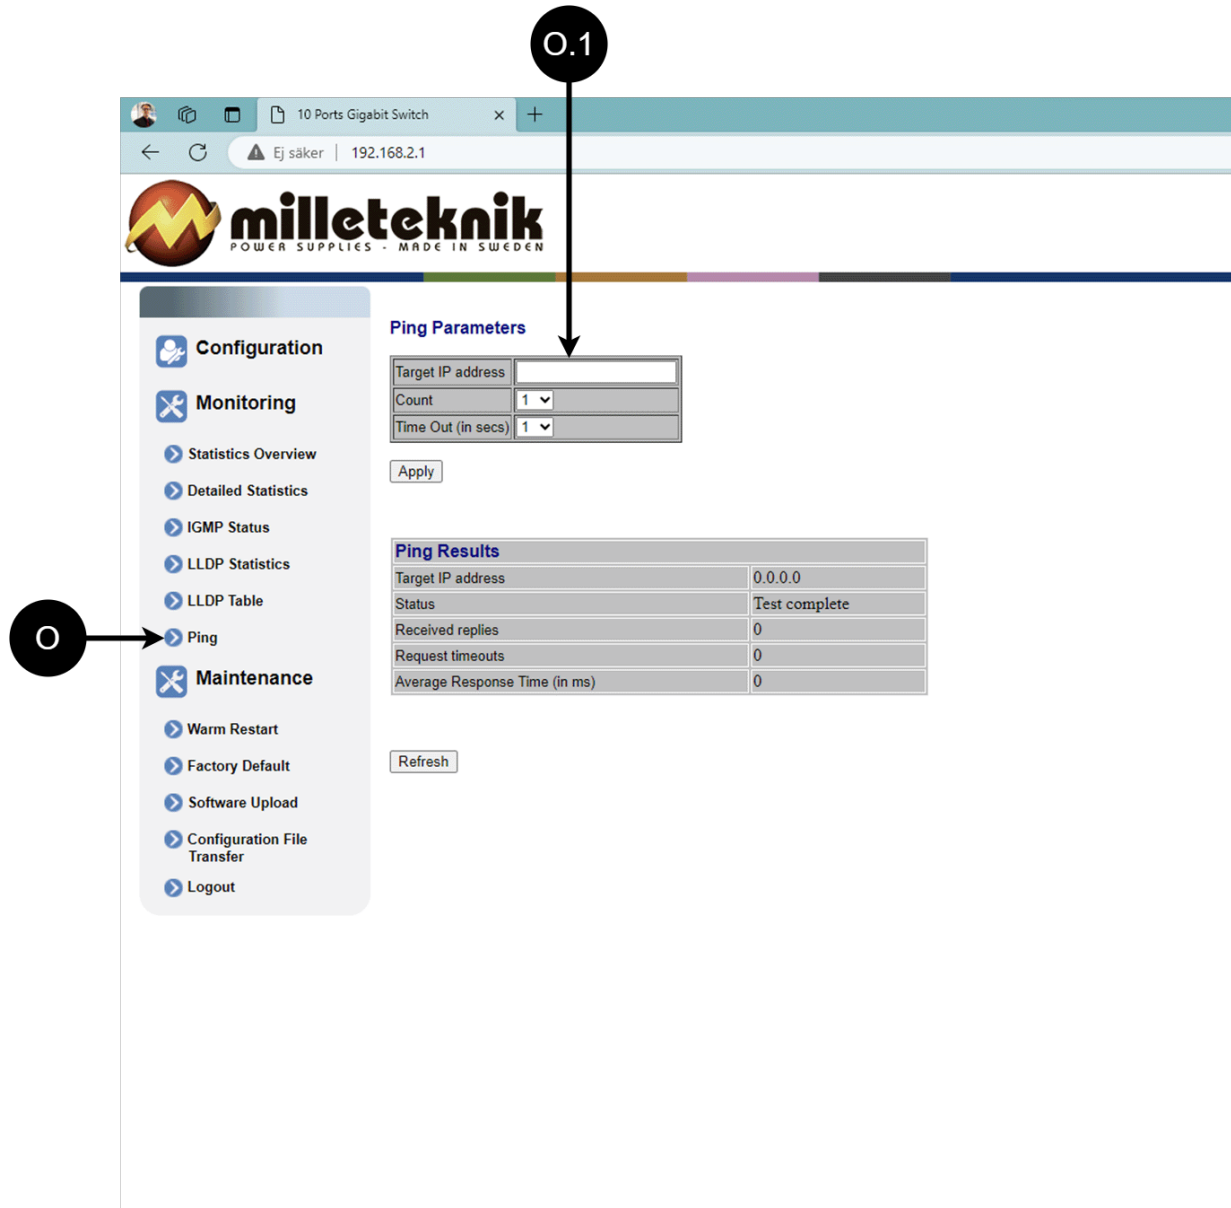 O.1
10 Ports Gigabit Switch
Ej säker | 192.168.2.1
milleteknik
POWER SUPPLIES - MADE IN SWEDEN
Configuration
Monitoring
Statistics Overview
Detailed Statistics
IGMP Status
LLDP Statistics
LLDP Table
O
Ping
Maintenance
Warm Restart
Factory Default
Software Upload
Configuration File
Transfer
Logout
Ping Parameters
Target IP address
Count 1
Time Out (in secs) 1
Apply
Ping Results
Target IP address 0.0.0.0
Status Test complete
Received replies 0
Request timeouts 0
Average Response Time (in ms) 0
Refresh